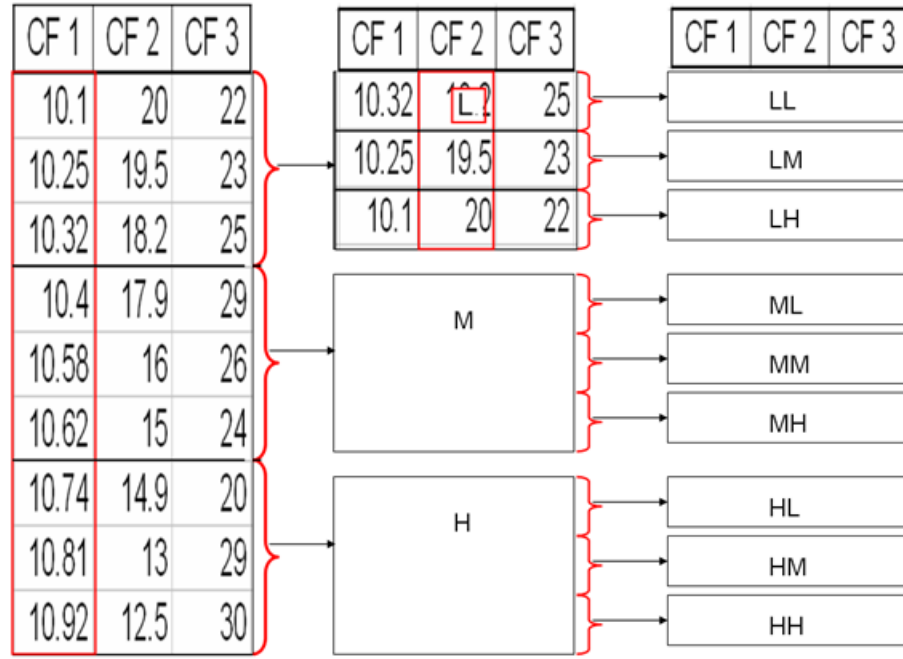 CF 1 CF 2 CF 3
10.1 20 22
10.25 19.5 23
10.32 18.2 25
10.4 17.9 29
10.58 16 26
10.62 15 24
10.74 14.9 20
10.81 13 29
10.92 12.5 30
CF 1 CF 2 CF 3
10.32 L 25
10.25 19.5 23
10.1 20 22
M
H
CF 1 CF 2 CF 3
LL
LM
LH
ML
MM
MH
HL
HM
HH